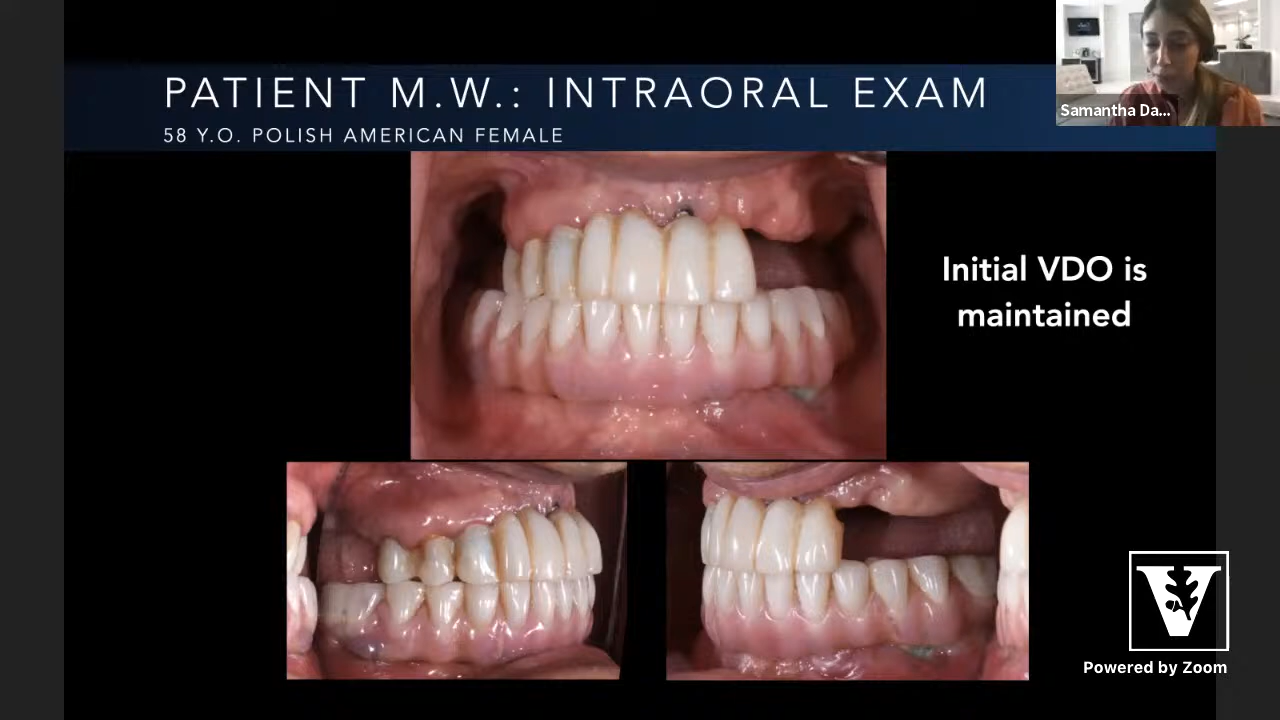 PATIENT M.W.: INTRAORAL EXAM
58 Y.O. POLISH AMERICAN FEMALE
Samantha Da...
Initial VDO is
maintained
V
Powered by Zoom